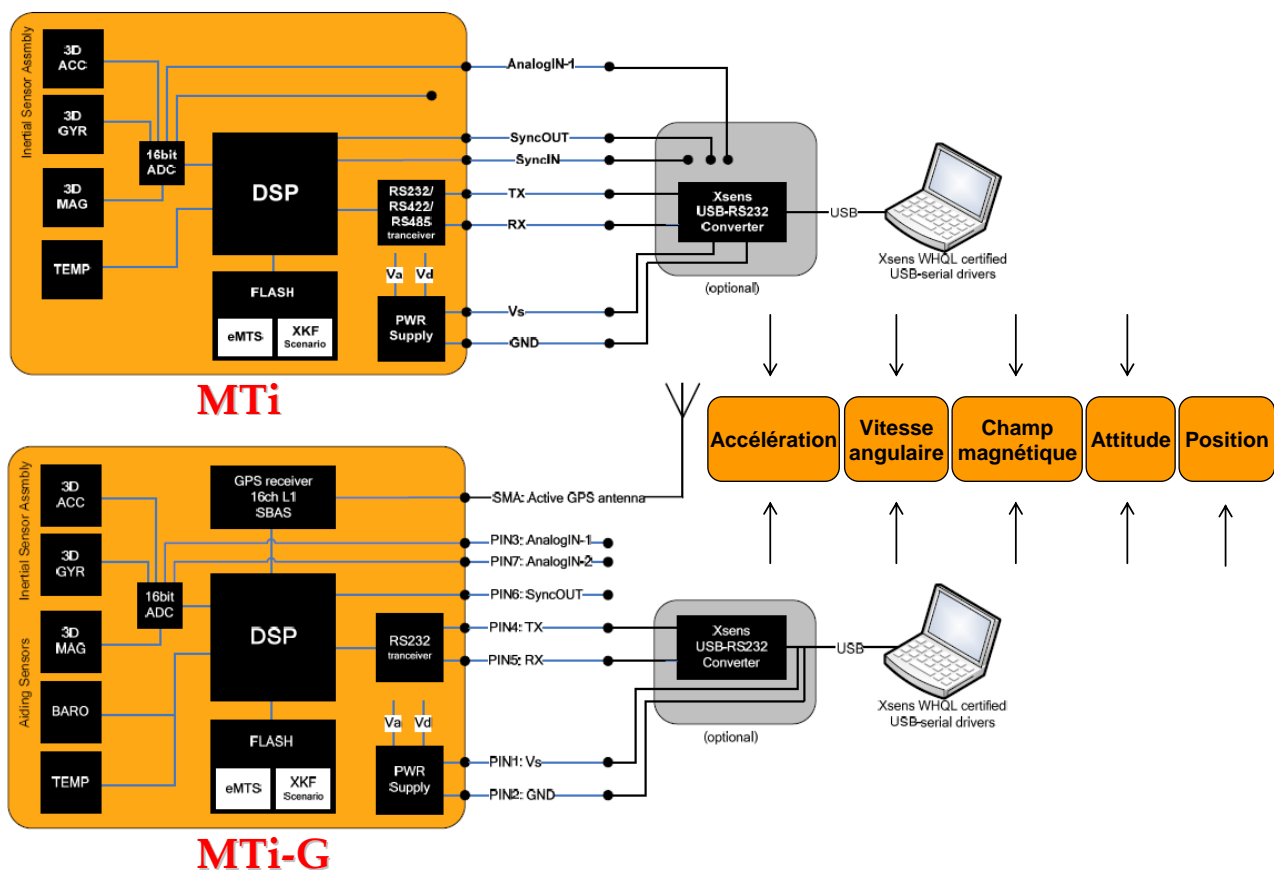 Inertial Sensor Assmbly
3D
ACC
3D
GYR
3D
MAG
TEMP
16bit
ADC
DSP
FLASH
eMTS
XKF
Scenario
RS232/
RS422/
RS485
tranceiver
Va
Vd
PWR
Supply
AnalogIN-1
SyncOUT
SyncIN
TX
RX
Vs
GND
Xsens
USB-RS232
Converter
(optional)
USB
Xsens WHQL certified
USB-serial drivers
MTi
Accélération
Vitesse
angulaire
Champ
magnétique
Attitude
Position
Inertial Sensor Assmbly
Aiding Sensors
3D
ACC
3D
GYR
3D
MAG
BARO
TEMP
16bit
ADC
GPS receiver
16ch L1
SBAS
DSP
FLASH
eMTS
XKF
Scenario
RS232
tranceiver
Va
Vd
PWR
Supply
SMA: Active GPS antenna
PIN3: AnalogIN-1
PIN7: AnalogIN-2
PIN6: SyncOUT
PIN4: TX
PIN5: RX
PIN1: Vs
PIN2: GND
Xsens
USB-RS232
Converter
(optional)
USB
Xsens WHQL certified
USB-serial drivers
MTi-G